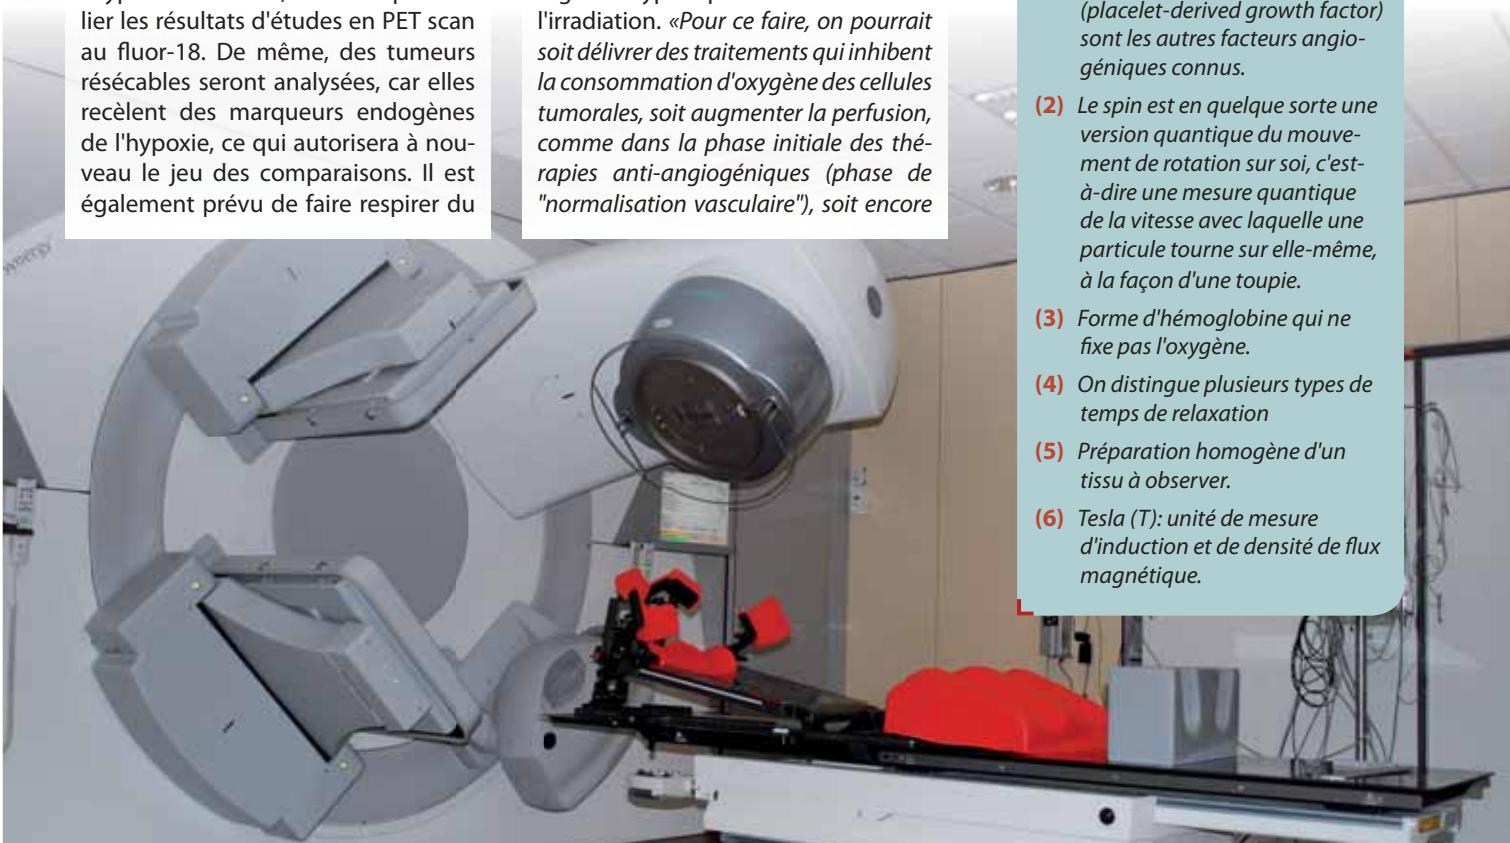 lier les résultats d'études en PET scan
au fluor-18. De même, des tumeurs
résécables seront analysées, car elles
recèlent des marqueurs endogènes
de l'hypoxie, ce qui autorisera à nou-
veau le jeu des comparaisons. Il est
également prévu de faire respirer du
l'irradiation. «Pour ce faire, on pourrait
soit délivrer des traitements qui inhibent
la consommation d'oxygène des cellules
tumorales, soit augmenter la perfusion,
comme dans la phase initiale des thé-
rapies anti-angiogéniques (phase de
"normalisation vasculaire"), soit encore
(placelet-derived growth factor)
sont les autres facteurs angio-
géniques connus.
(2) Le spin est en quelque sorte une
version quantique du mouve-
ment de rotation sur soi, c'est-
à-dire une mesure quantique
de la vitesse avec laquelle une
particule tourne sur elle-même,
à la façon d'une toupie.
(3) Forme d'hémoglobine qui ne
fixe pas l'oxygène.
(4) On distingue plusieurs types de
temps de relaxation
(5) Préparation homogène d'un
tissu à observer.
(6) Tesla (T): unité de mesure
d'induction et de densité de flux
magnétique.